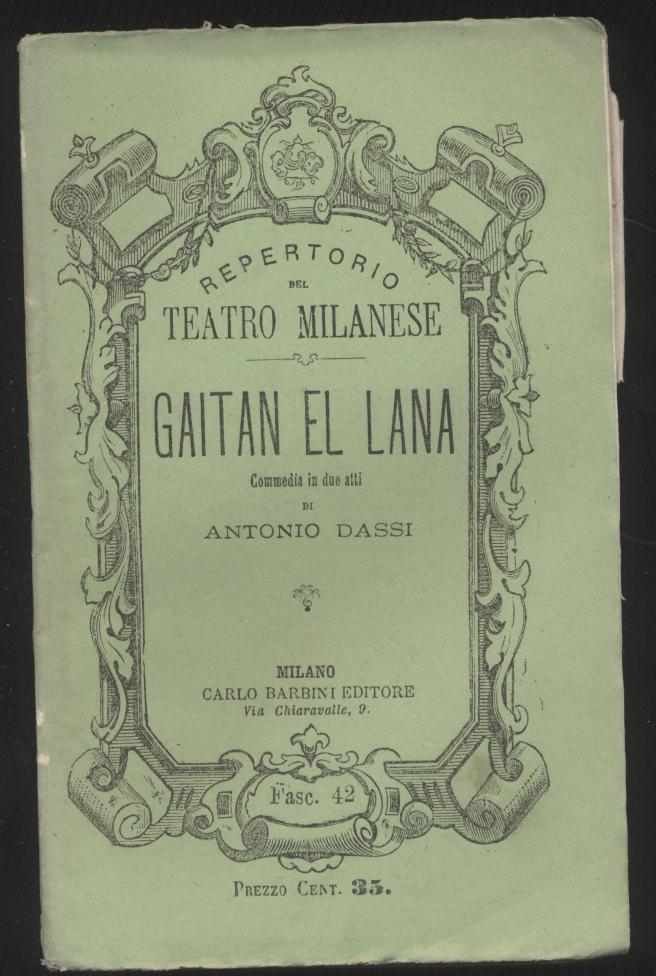 REPERTORIO
DEL
TEATRO MILANESE
GAITAN EL LANA
Commedia in due atti
DI
ANTONIO DASSI
MILANO
CARLO BARBINI EDITORE
Via Chiaravalle, 9.
Fasc. 42
PREZZO CENT. 35.